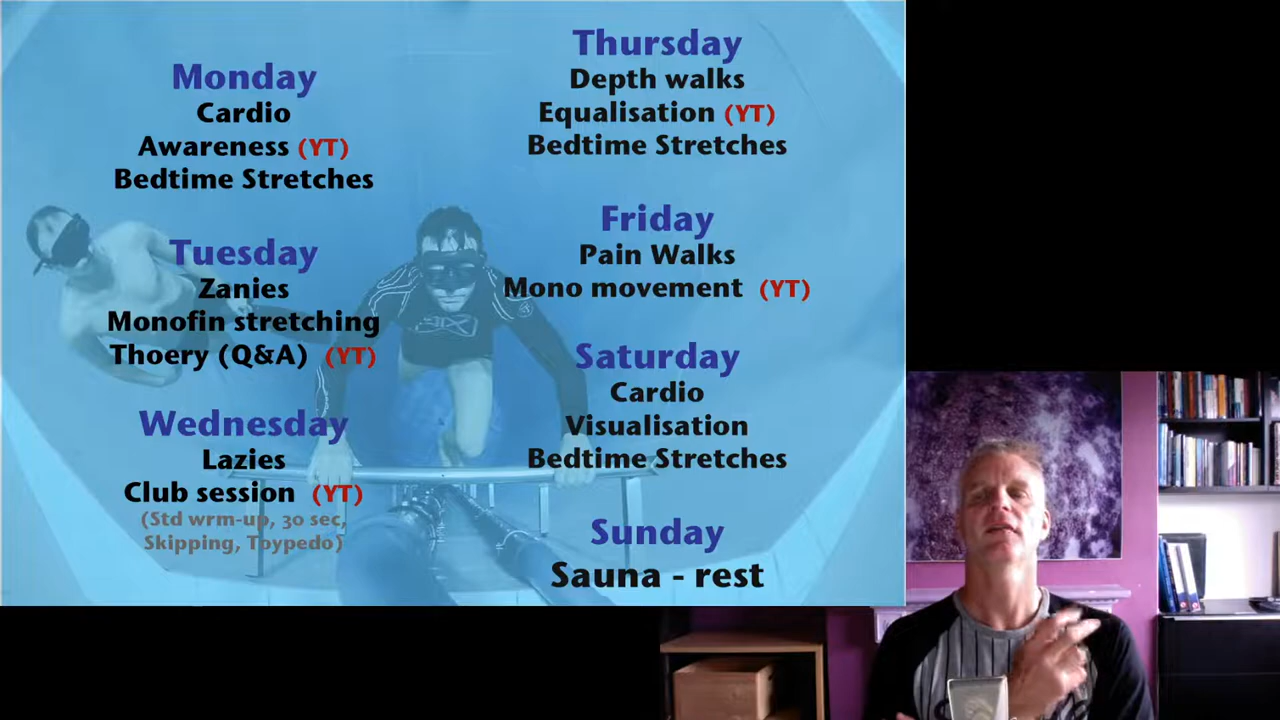 Monday
Cardio
Awareness (YT)
Bedtime Stretches
Tuesday
Zanies
Monofin stretching
Thoery (Q&A) (YT)
Wednesday
Lazies
Club session (YT)
(Std wrm-up, 30 sec,
Skipping, Toypedo)
Thursday
Depth walks
Equalisation (YT)
Bedtime Stretches
Friday
Pain Walks
Mono movement (YT)
Saturday
Cardio
Visualisation
Bedtime Stretches
Sunday
Sauna - rest